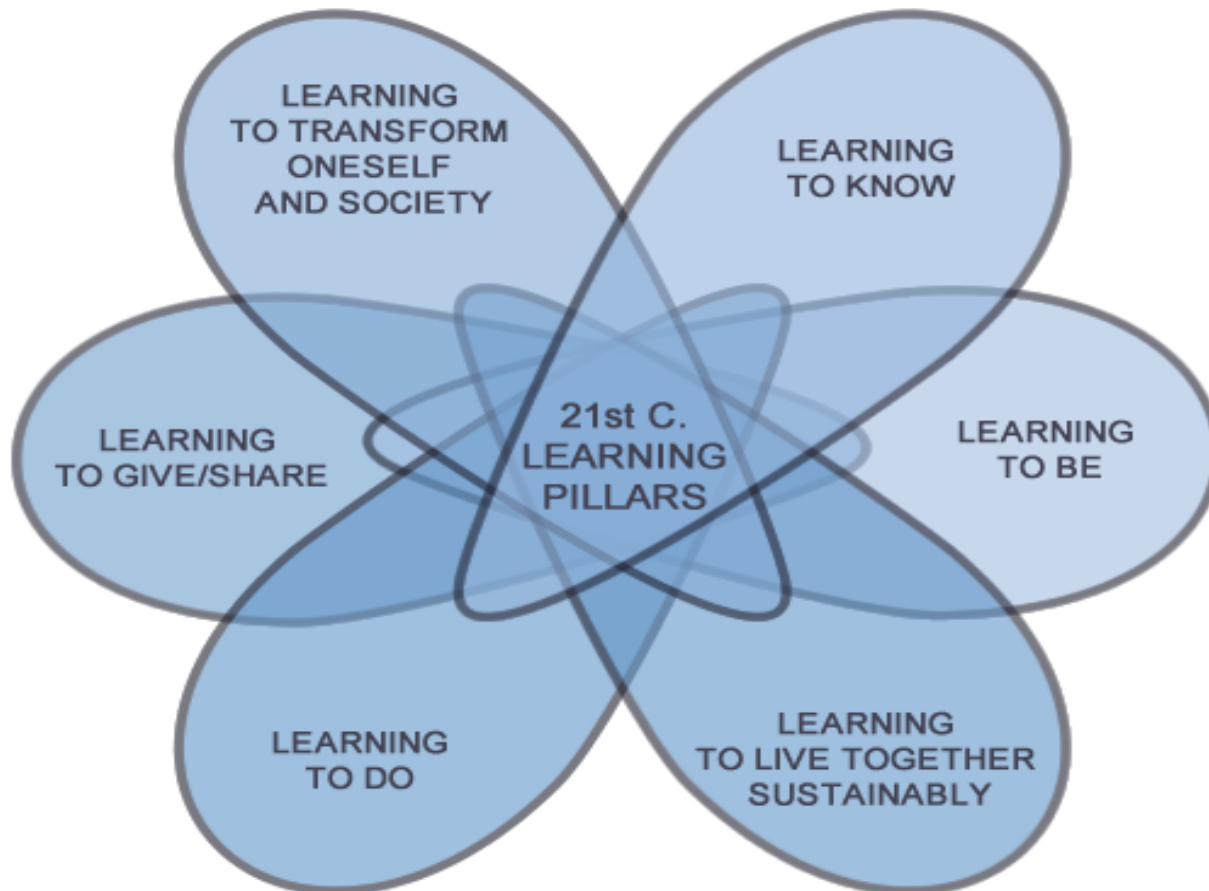 LEARNING
TO TRANSFORM
ONESELF
AND SOCIETY
LEARNING
TO KNOW
LEARNING
TO GIVE/SHARE
21st C.
LEARNING
PILLARS
LEARNING
TO BE
LEARNING
TO DO
LEARNING
TO LIVE TOGETHER
SUSTAINABLY